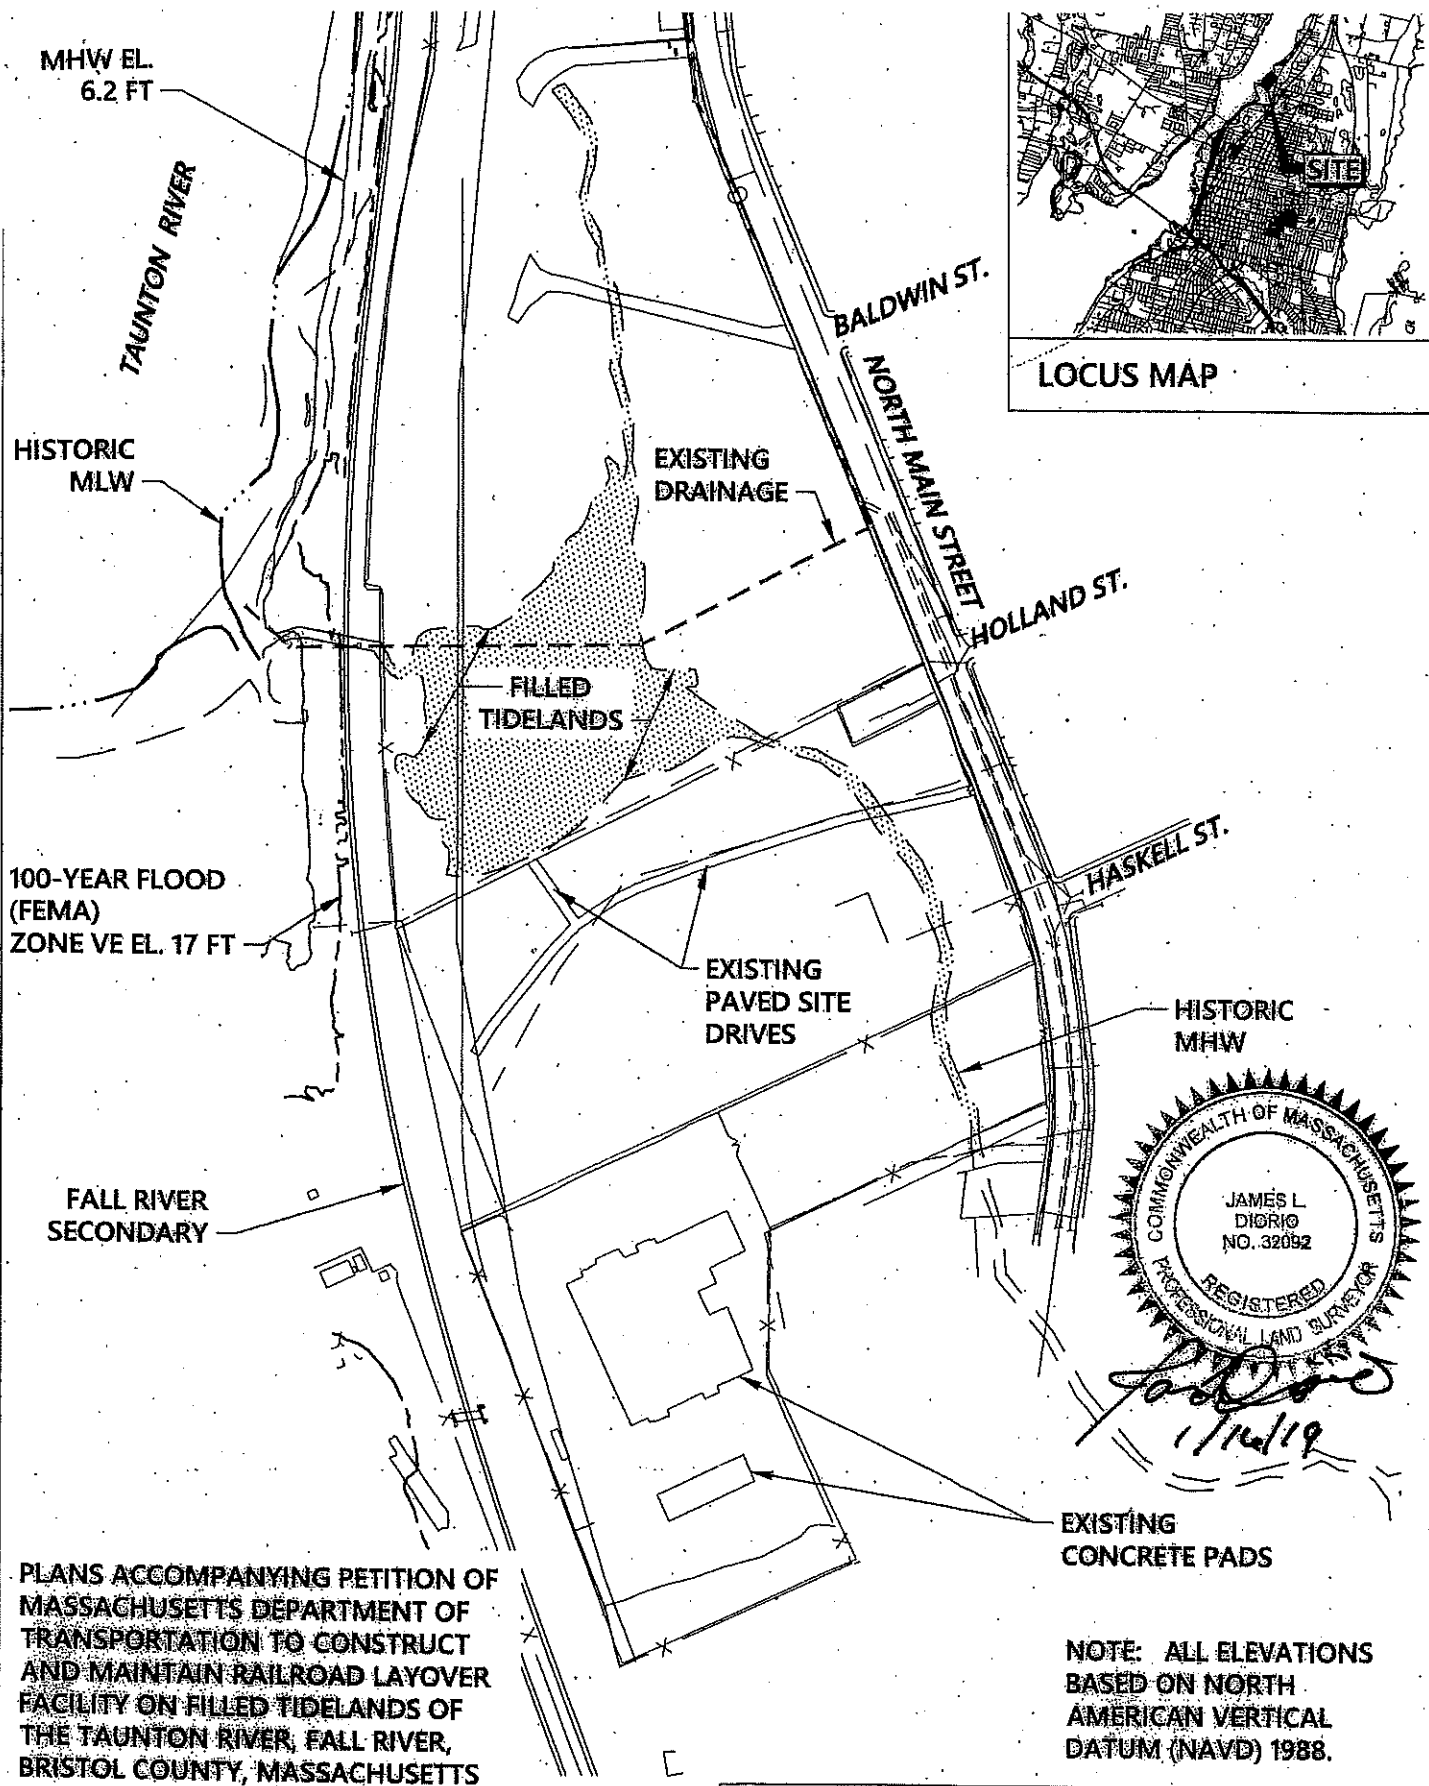 MHW EL.
6.2 FT
TAUNTON RIVER
SITE
LOCUS MAP
BALDWIN ST.
NORTH MAIN STREET
HISTORIC
MLW
EXISTING
DRAINAGE
HOLLAND ST.
FILLED
TIDELANDS
HASKELL ST.
100-YEAR FLOOD
(FEMA)
ZONE VE EL. 17 FT
EXISTING
PAVED SITE
DRIVES
HISTORIC
MHW
FALL RIVER
SECONDARY
COMMONWEALTH OF MASSACHUSETTS
JAMES L.
DIORIO
NO. 32092
REGISTERED
PROFESSIONAL LAND SURVEYOR
1/16/19
EXISTING
CONCRETE PADS
PLANS ACCOMPANYING PETITION OF
MASSACHUSETTS DEPARTMENT OF
TRANSPORTATION TO CONSTRUCT
AND MAINTAIN RAILROAD LAYOVER
FACILITY ON FILLED TIDELANDS OF
THE TAUNTON RIVER, FALL RIVER,
BRISTOL COUNTY, MASSACHUSETTS
NOTE: ALL ELEVATIONS
BASED ON NORTH
AMERICAN VERTICAL
DATUM (NAVD) 1988.